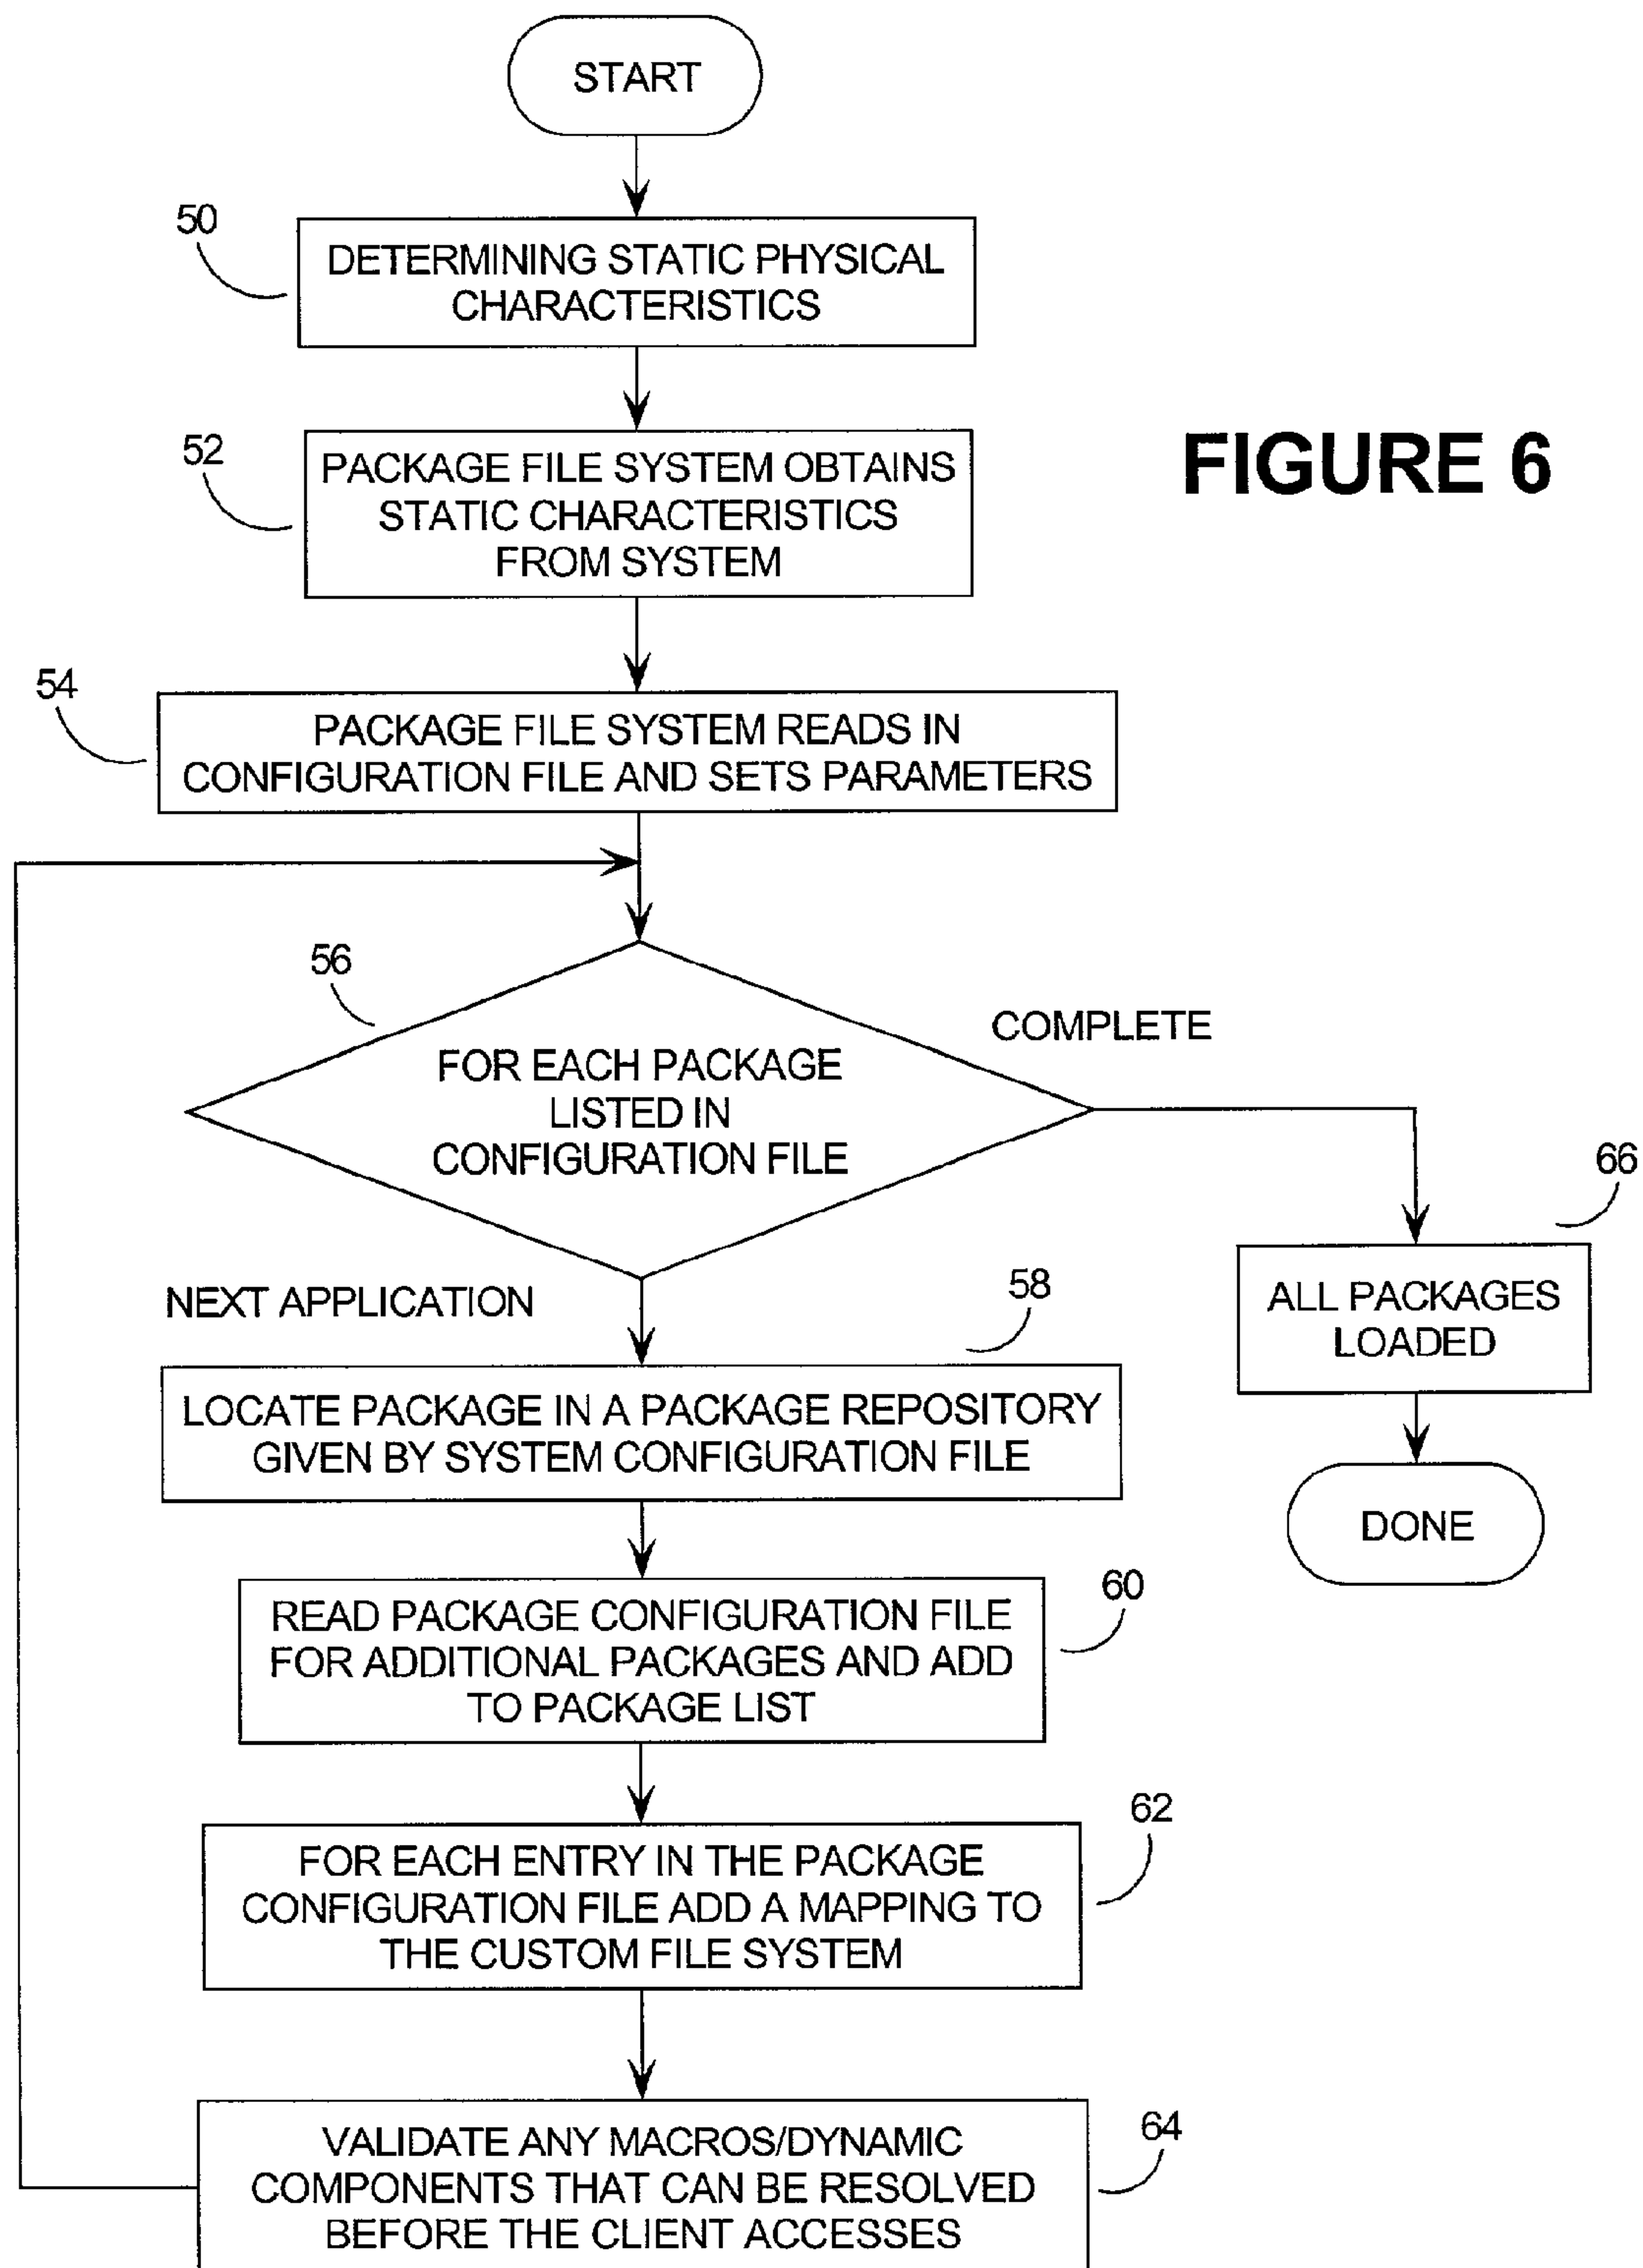 START
50
DETERMINING STATIC PHYSICAL
CHARACTERISTICS
52
PACKAGE FILE SYSTEM OBTAINS
STATIC CHARACTERISTICS
FROM SYSTEM
FIGURE 6
54
PACKAGE FILE SYSTEM READS IN
CONFIGURATION FILE AND SETS PARAMETERS
56
FOR EACH PACKAGE
LISTED IN
CONFIGURATION FILE
COMPLETE
66
ALL PACKAGES
LOADED
DONE
NEXT APPLICATION
58
LOCATE PACKAGE IN A PACKAGE REPOSITORY
GIVEN BY SYSTEM CONFIGURATION FILE
60
READ PACKAGE CONFIGURATION FILE
FOR ADDITIONAL PACKAGES AND ADD
TO PACKAGE LIST
62
FOR EACH ENTRY IN THE PACKAGE
CONFIGURATION FILE ADD A MAPPING TO
THE CUSTOM FILE SYSTEM
64
VALIDATE ANY MACROS/DYNAMIC
COMPONENTS THAT CAN BE RESOLVED
BEFORE THE CLIENT ACCESSES